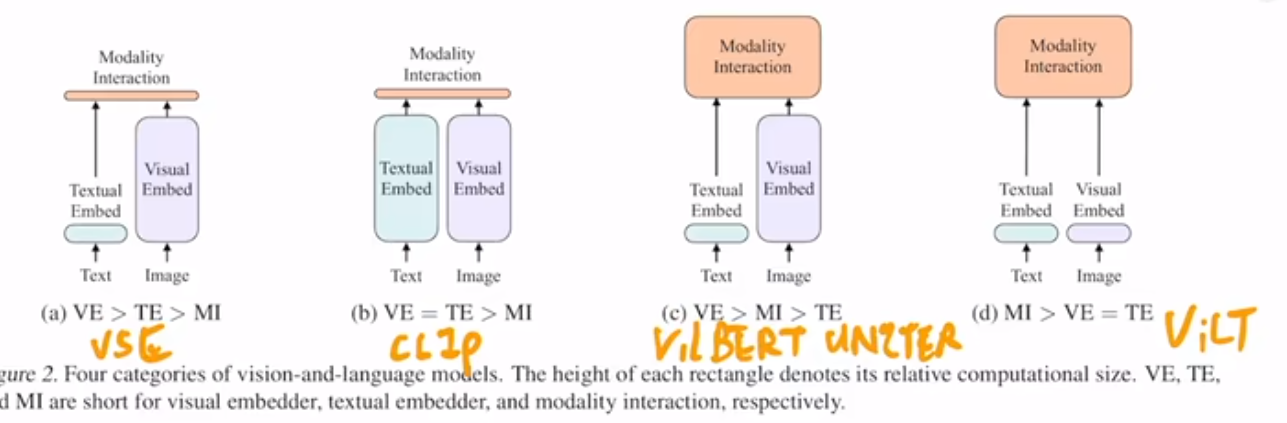 Modality
Interaction
Textual
Embed
Visual
Embed
Text Image
(a) VE > TE > MI
VSE
Modality
Interaction
Textual
Embed
Visual
Embed
Text Image
(b) VE = TE > MI
CLIP
Modality
Interaction
Textual
Embed
Visual
Embed
Text Image
(c) VE > MI > TE
ViLBERT UNITER
Modality
Interaction
Textual
Embed
Visual
Embed
Text Image
(d) MI > VE = TE
ViLT
gure 2. Four categories of vision-and-language models. The height of each rectangle denotes its relative computational size. VE, TE,
d MI are short for visual embedder, textual embedder, and modality interaction, respectively.